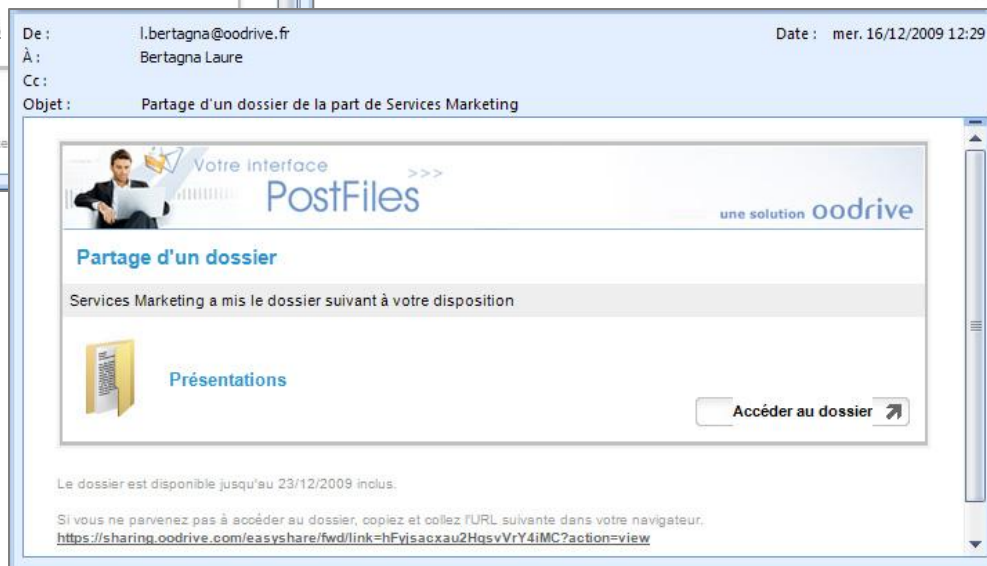 De : l.bertagna@oodrive.fr Date : mer. 16/12/2009 12:29
À : Bertagna Laure
Cc :
Objet : Partage d'un dossier de la part de Services Marketing
Votre interface >>>
PostFiles
une solution oodrive
Partage d'un dossier
Services Marketing a mis le dossier suivant à votre disposition
Présentations
Accéder au dossier
Le dossier est disponible jusqu'au 23/12/2009 inclus.
Si vous ne parvenez pas à accéder au dossier, copiez et collez l'URL suivante dans votre navigateur.
https://sharing.oodrive.com/easyshare/fwd/link=hFyjsacxau2HqsvVrY4iMC?action=view